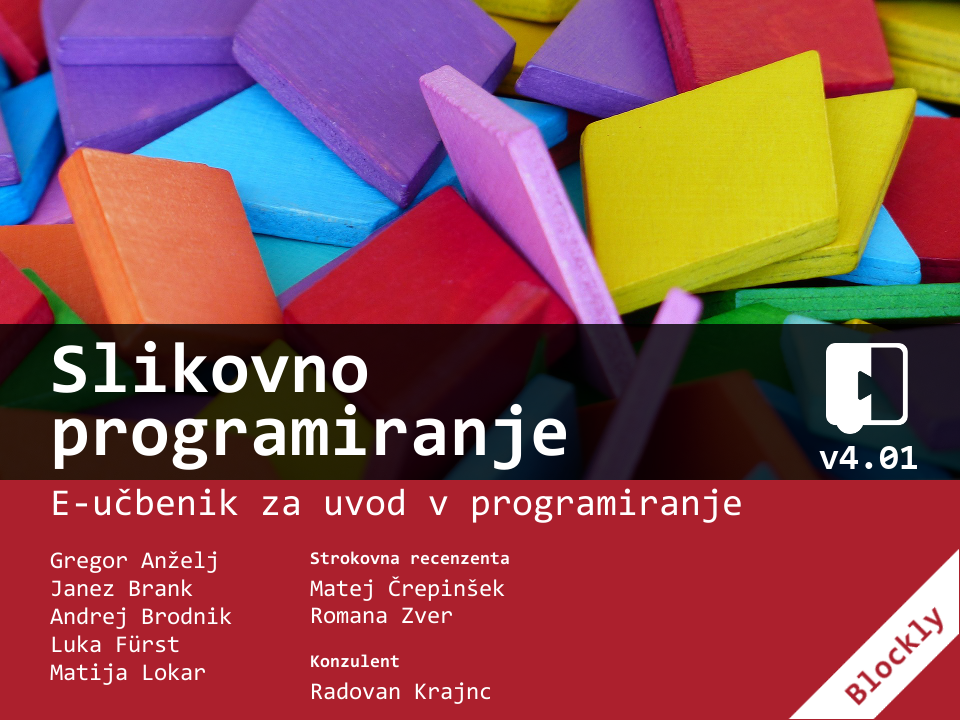 Slikovno
programiranje
v4.01
E-učbenik za uvod v programiranje
Gregor Anželj
Janez Brank
Andrej Brodnik
Luka Fürst
Matija Lokar
Strokovna recenzenta
Matej Črepinšek
Romana Zver
Konzulent
Radovan Krajnc
Blockly